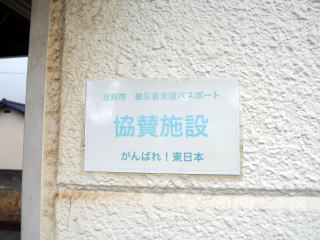 倉敷市　被災者支援パスポート
協賛施設
がんばれ！東日本